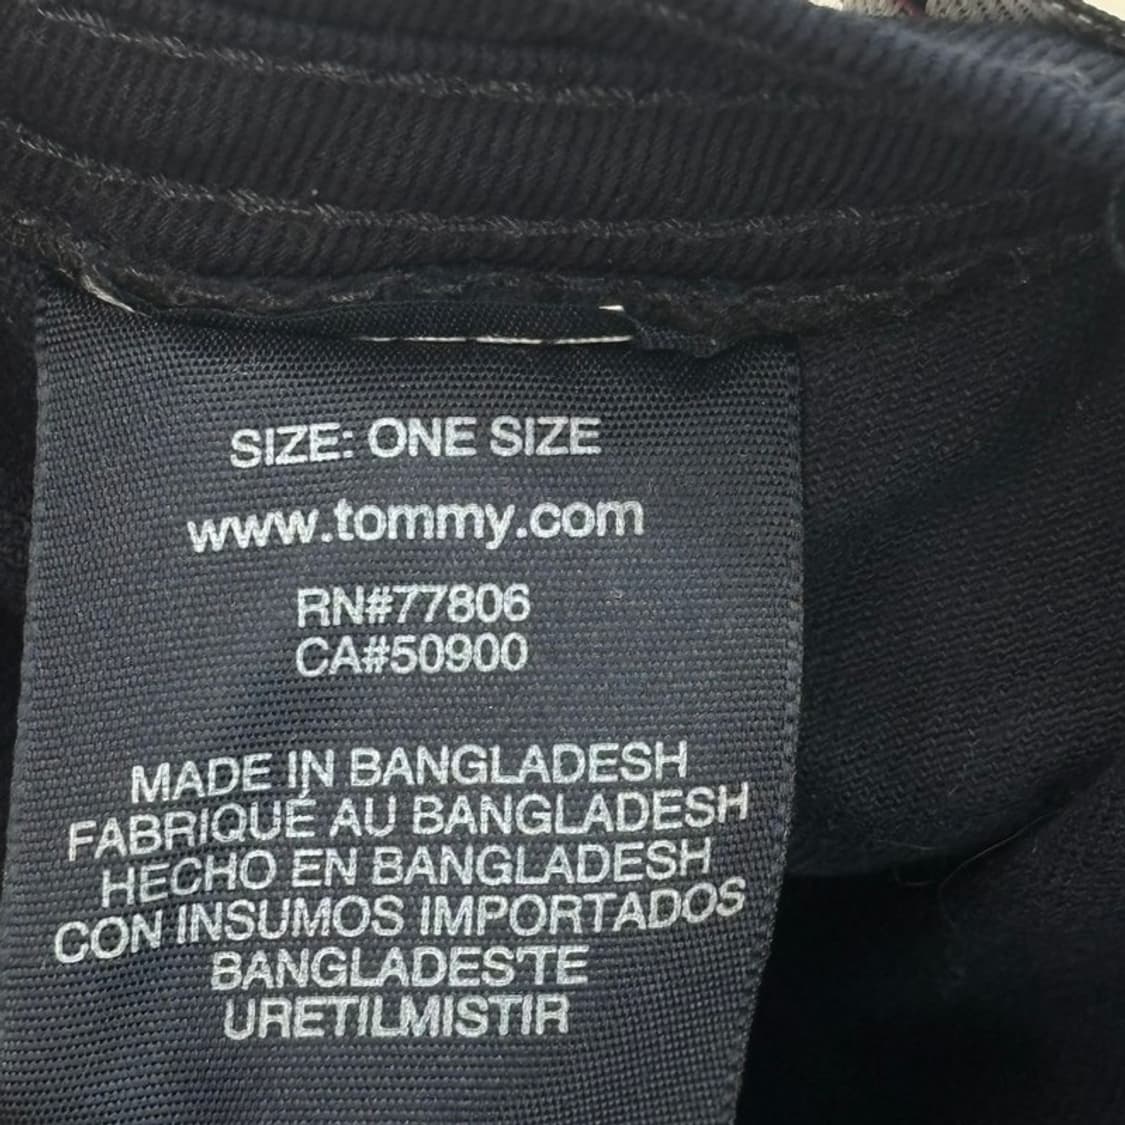 SIZE: ONE SIZE
www.tommy.com
RN#77806
CA#50900
MADE IN BANGLADESH
FABRIQUÉ AU BANGLADESH
HECHO EN BANGLADESH
CON INSUMOS IMPORTADOS
BANGLADES'TE
URETILMISTIR